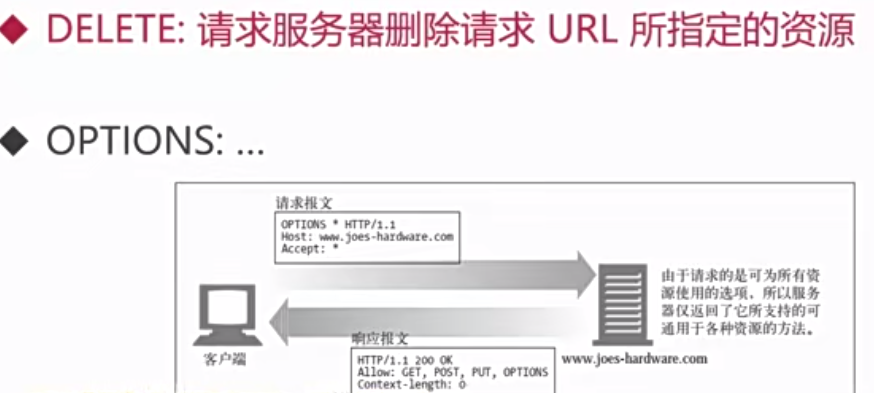 ◆ DELETE: 请求服务器删除请求 URL 所指定的资源
◆ OPTIONS: ...
请求报文
OPTIONS * HTTP/1.1
Host: www.joes-hardware.com
Accept: *
由于请求的是可为所有资
源使用的选项，所以服务
器仅返回了它所支持的可
通用于各种资源的方法。
客户端
响应报文
HTTP/1.1 200 OK
Allow: GET, POST, PUT, OPTIONS
Context-length: 0
www.joes-hardware.com